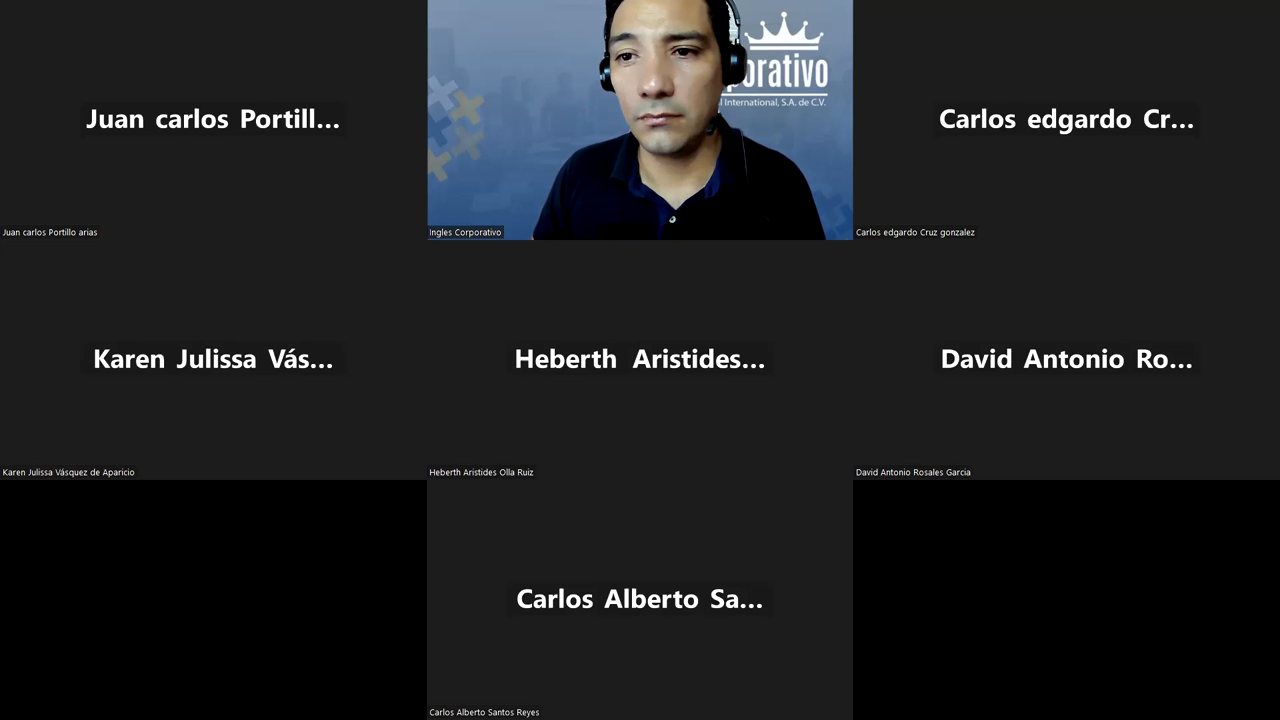 Juan carlos Portill...
Juan carlos Portillo arias
orativo
l International, S.A. de C.V.
Ingles Corporativo
Carlos edgardo Cr...
Carlos edgardo Cruz gonzalez
Karen Julissa Vás...
Karen Julissa Vásquez de Aparicio
Heberth Aristides...
Heberth Aristides Olla Ruiz
David Antonio Ro...
David Antonio Rosales Garcia
Carlos Alberto Sa...
Carlos Alberto Santos Reyes